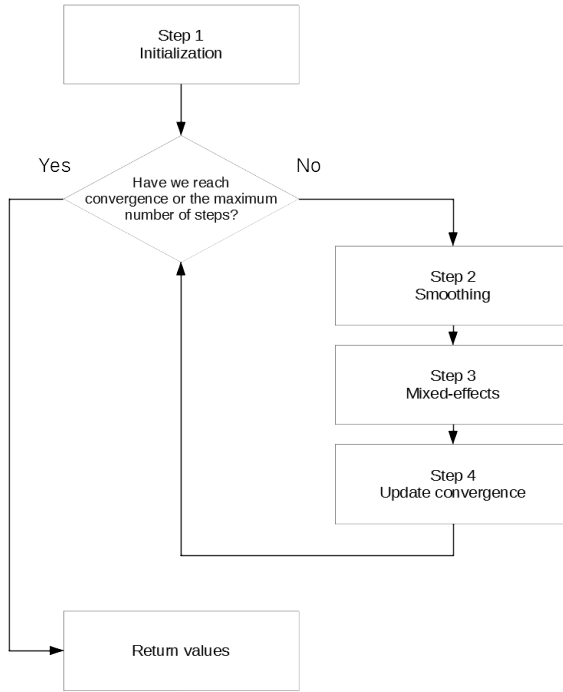 Step 1
Initialization
Yes
No
Have we reach
convergence or the maximum
number of steps?
Step 2
Smoothing
Step 3
Mixed-effects
Step 4
Update convergence
Return values